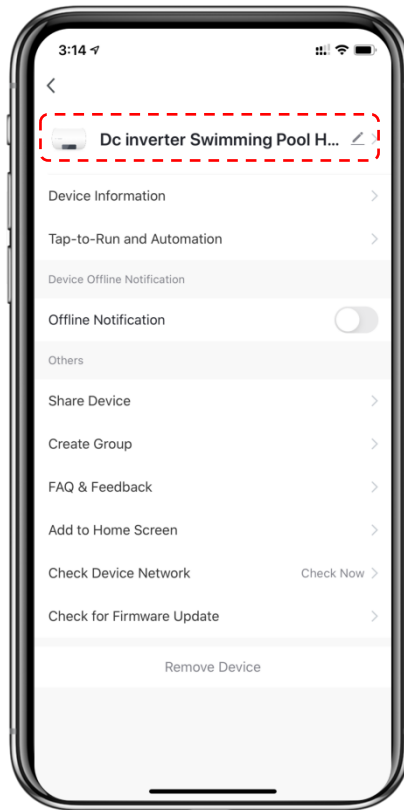 3:14
Dc inverter Swimming Pool H...
Device Information
Tap-to-Run and Automation
Device Offline Notification
Offline Notification
Others
Share Device
Create Group
FAQ & Feedback
Add to Home Screen
Check Device Network Check Now
Check for Firmware Update
Remove Device